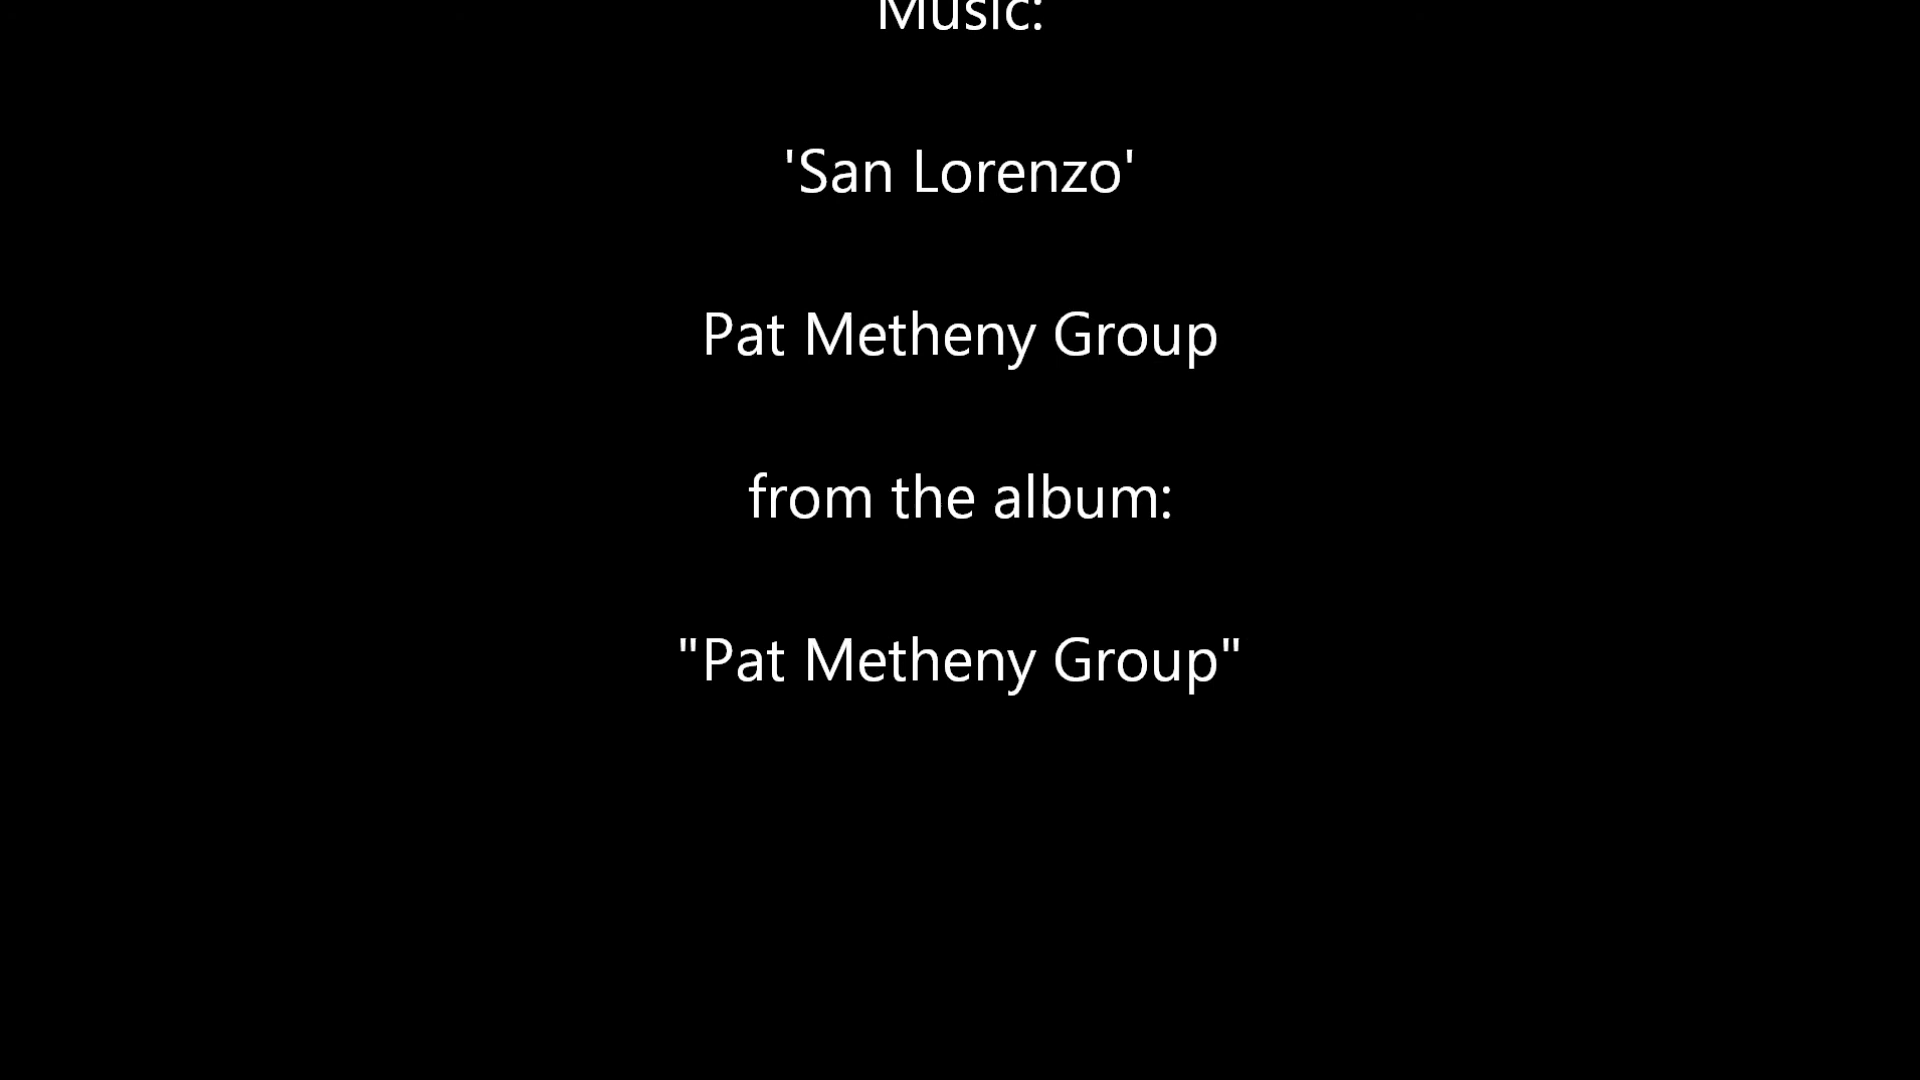 Music:
'San Lorenzo'
Pat Metheny Group
from the album:
"Pat Metheny Group"